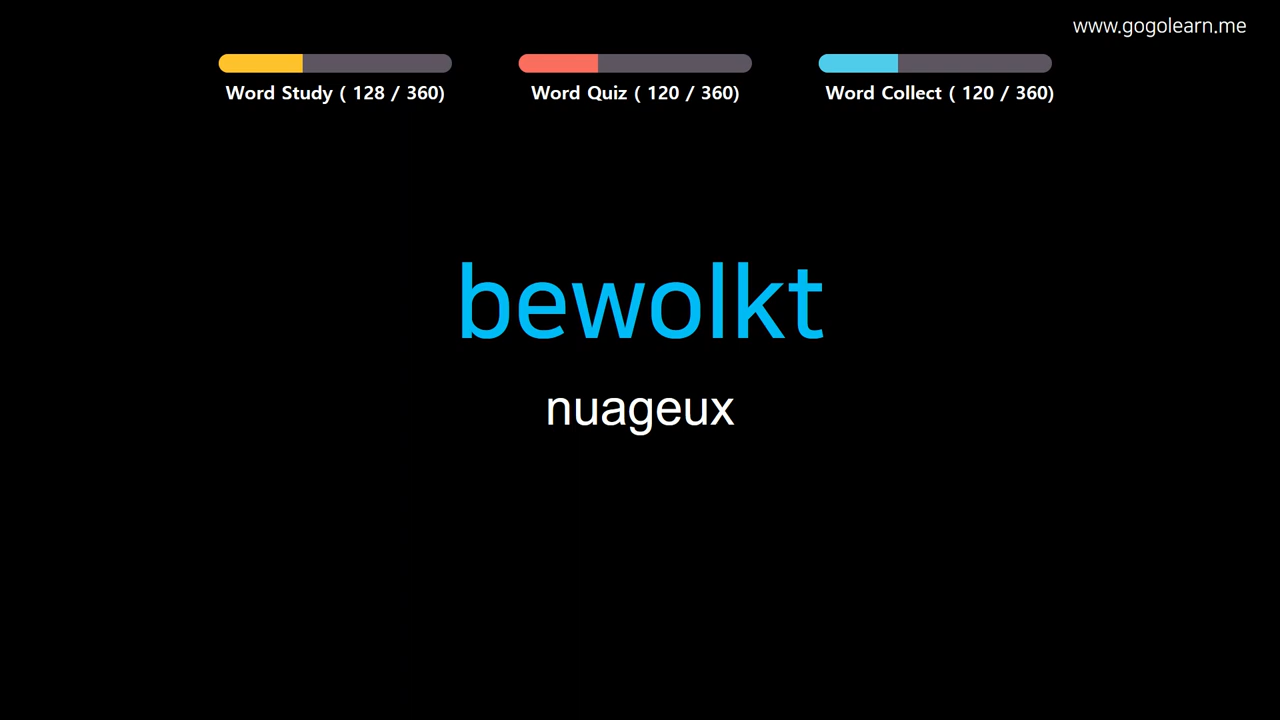 www.gogolearn.me
Word Study ( 128 / 360)
Word Quiz ( 120 / 360)
Word Collect ( 120 / 360)
bewolkt
nuageux